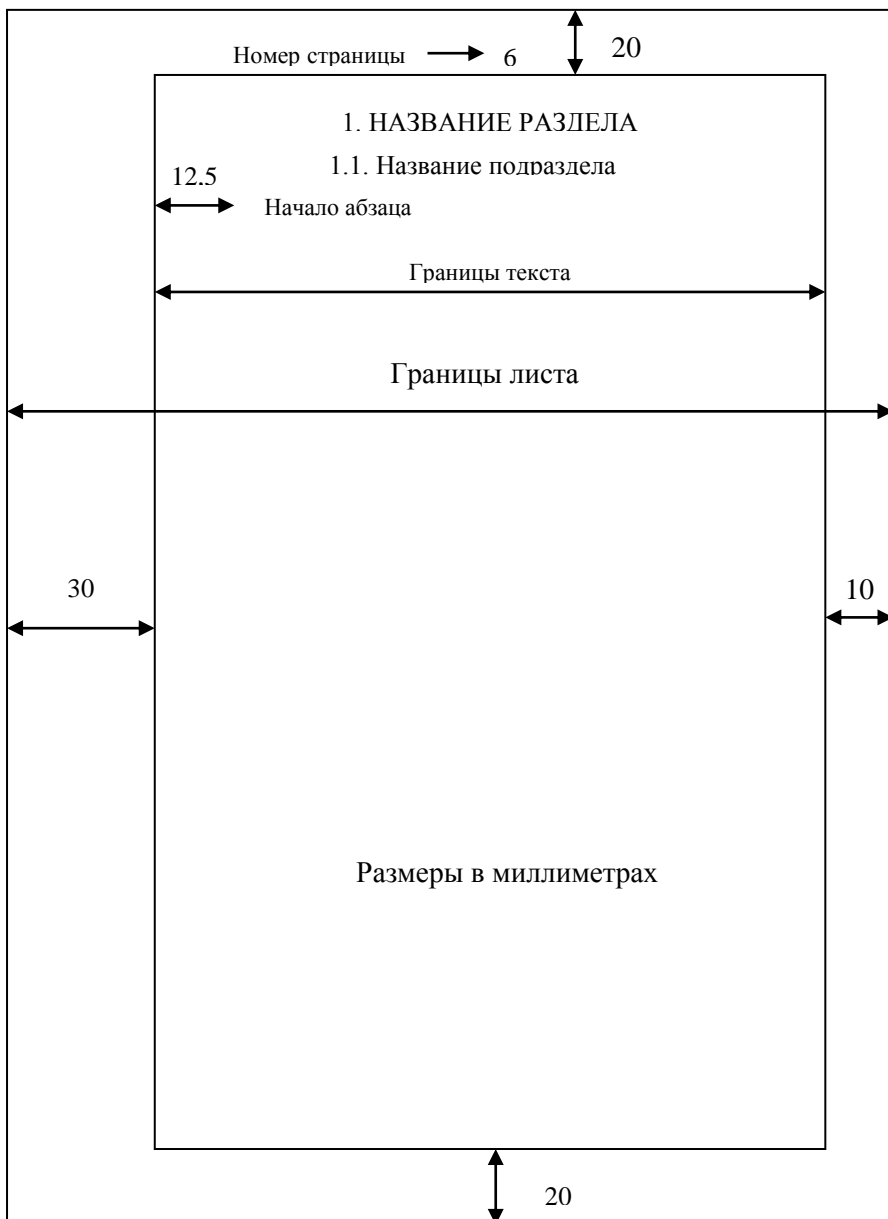 20
Номер страницы 6
1. НАЗВАНИЕ РАЗДЕЛА
1.1. Название подраздела
12.5
Начало абзаца
Границы текста
Границы листа
30
10
Размеры в миллиметрах
20